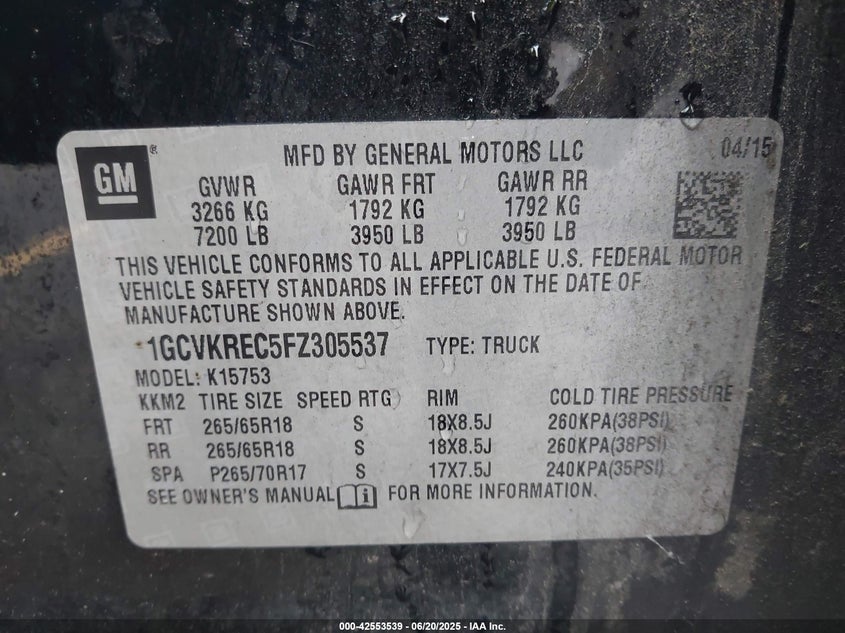 GM ® MFD BY GENERAL MOTORS LLC 04/15
GVWR GAWR FRT GAWR RR
3266 KG 1792 KG 1792 KG
7200 LB 3950 LB 3950 LB
THIS VEHICLE CONFORMS TO ALL APPLICABLE U.S. FEDERAL MOTOR
VEHICLE SAFETY STANDARDS IN EFFECT ON THE DATE OF
MANUFACTURE SHOWN ABOVE.
1GCVKREC5FZ305537 TYPE: TRUCK
MODEL: K15753
KKM2 TIRE SIZE SPEED RTG RIM COLD TIRE PRESSURE
FRT 265/65R18 S 18X8.5J 260KPA(38PSI)
RR 265/65R18 S 18X8.5J 260KPA(38PSI)
SPA P265/70R17 S 17X7.5J 240KPA(35PSI)
SEE OWNER'S MANUAL FOR MORE INFORMATION.
000-42553539 - 06/20/2025 - IAA Inc.